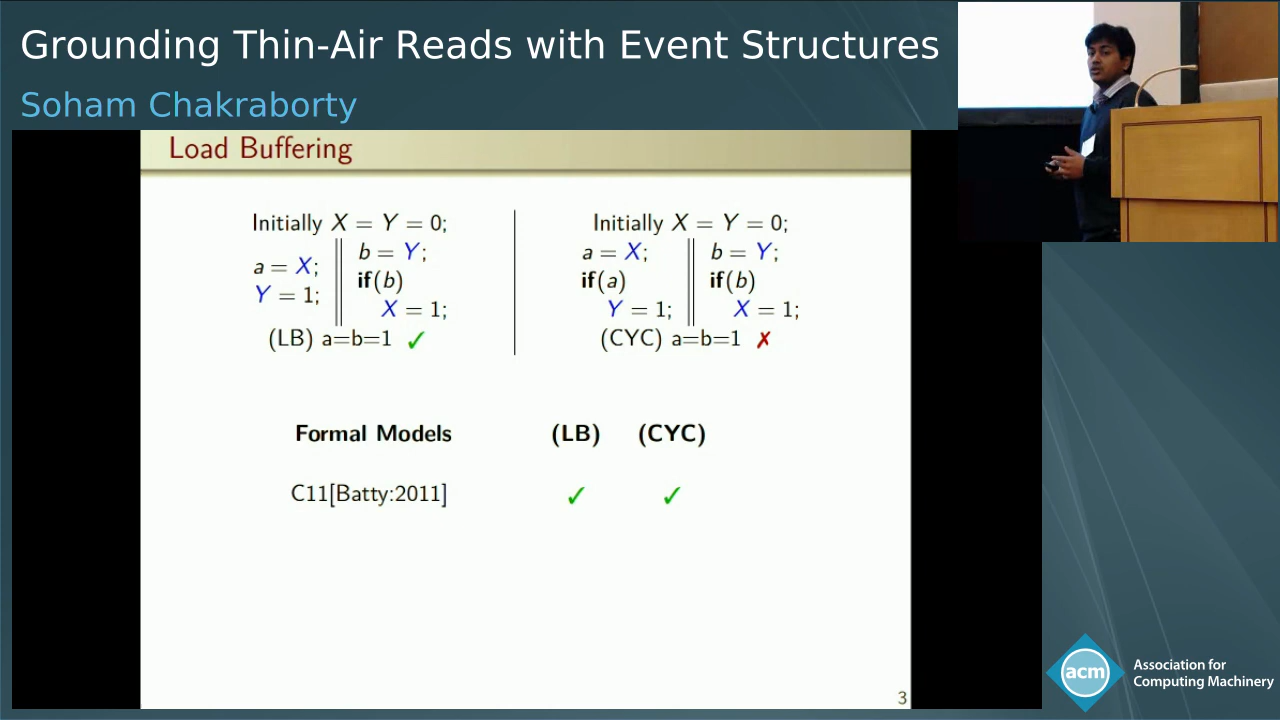 Grounding Thin-Air Reads with Event Structures
Soham Chakraborty
Load Buffering
Initially X = Y = 0;
a = X;
Y = 1;
b = Y;
if(b)
X = 1;
(LB) a=b=1 ✓
Initially X = Y = 0;
a = X;
if(a)
Y = 1;
b = Y;
if(b)
X = 1;
(CYC) a=b=1 ✗
Formal Models (LB) (CYC)
C11[Batty:2011] ✓ ✓
3
acm
Association for
Computing Machinery